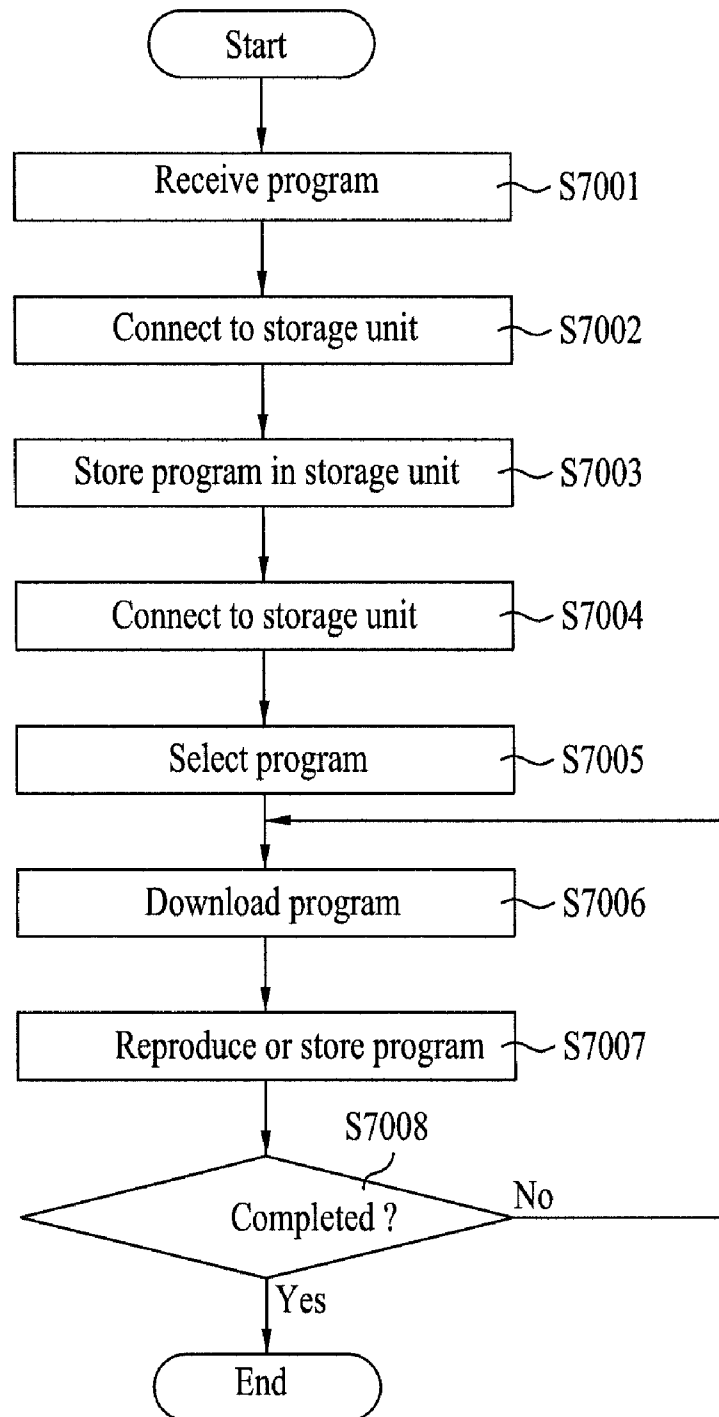 Start
Receive program
S7001
Connect to storage unit
S7002
Store program in storage unit
S7003
Connect to storage unit
S7004
Select program
S7005
Download program
S7006
Reproduce or store program
S7007
S7008
Completed ?
No
Yes
End